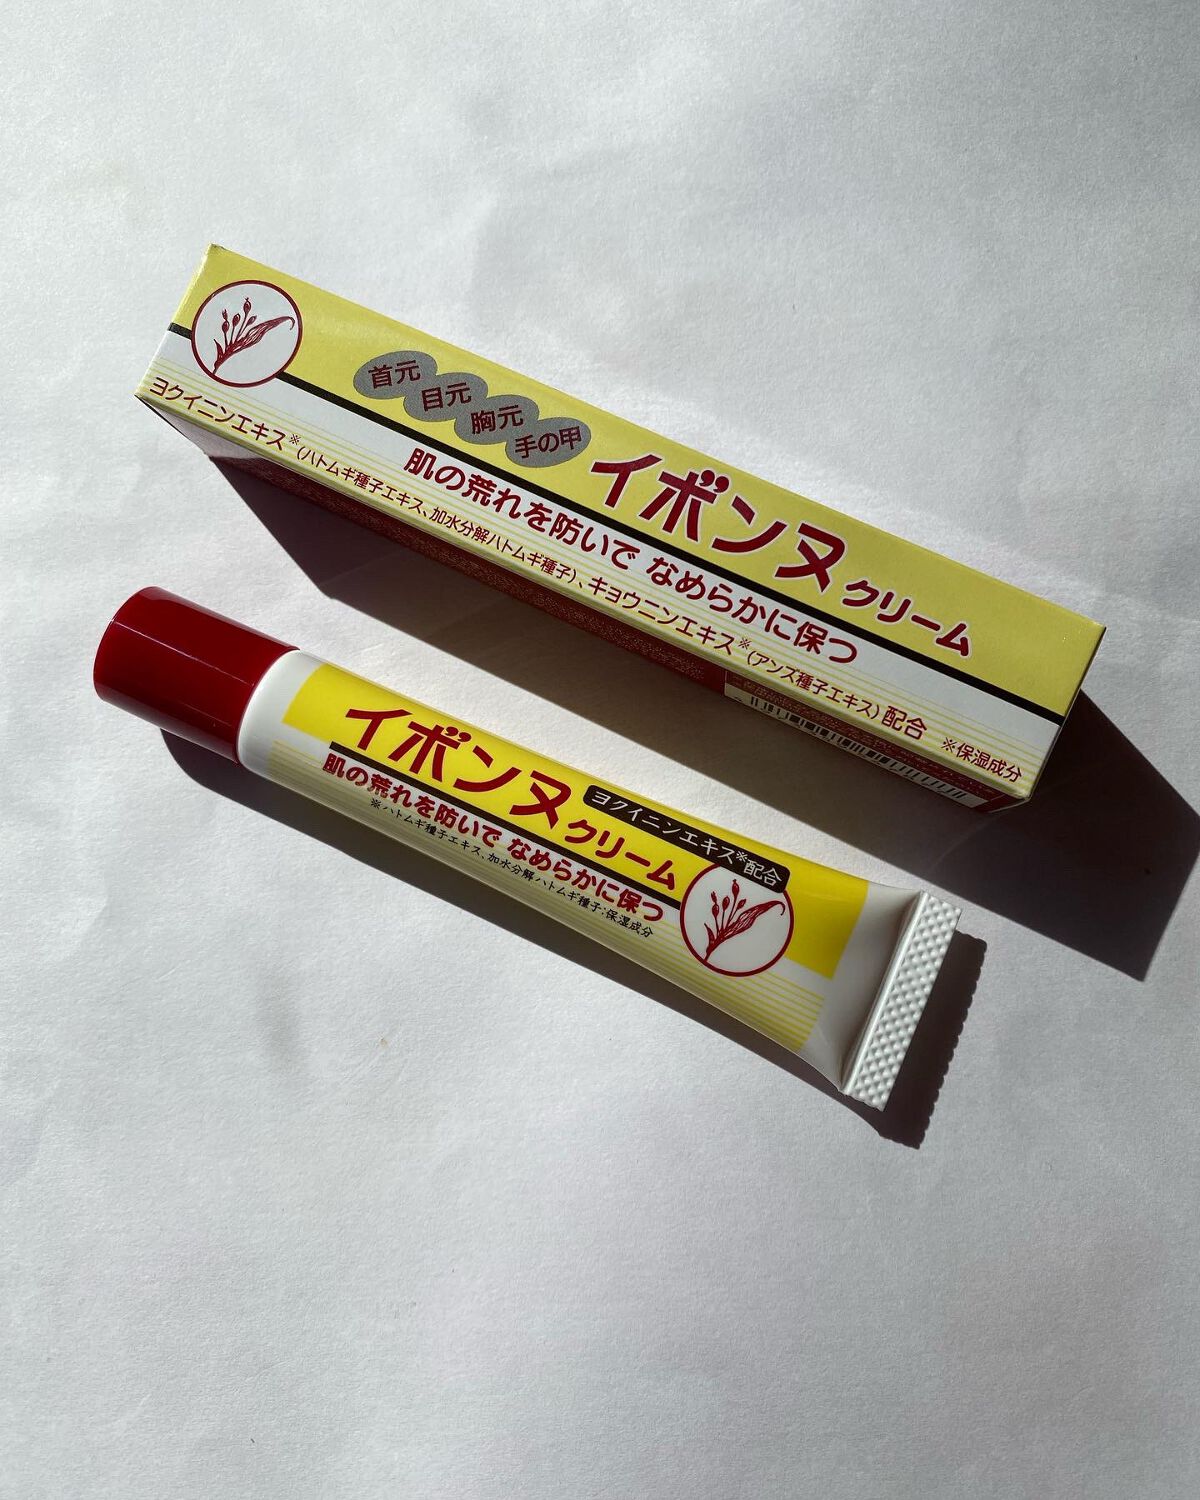 首元
目元
胸元
手の甲
イボンヌクリーム
肌の荒れを防いで なめらかに保つ
ヨクイニンエキス※(ハトムギ種子エキス、加水分解ハトムギ種子)、キョウニンエキス※(アンズ種子エキス)配合 ※保湿成分
イボンヌクリーム
ヨクイニンエキス※配合
肌の荒れを防いで なめらかに保つ
※ハトムギ種子エキス、加水分解ハトムギ種子:保湿成分